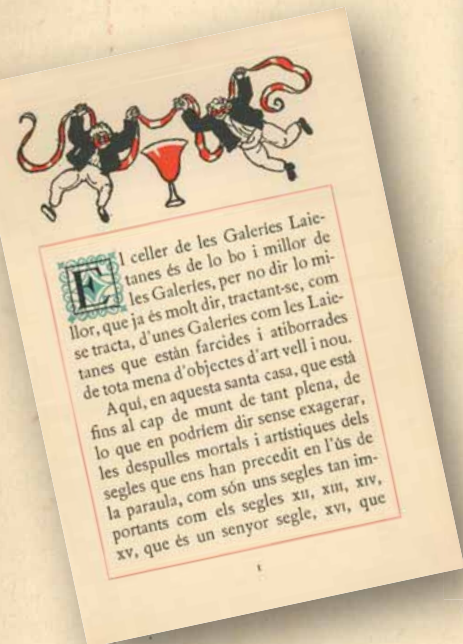 El celler de les Galeries Laie-
tanes és de lo bo i millor de
les Galeries, per no dir lo mi-
llor, que ja és molt dir, tractant-se, com
se tracta, d'unes Galeries com les Laie-
tanes que están farcides i atiborrades
de tota mena d'objectes d'art vell i nou.
Aquí, en aquesta santa casa, que está
fins al cap de munt de tant plena, de
lo que en podríem dir sense exagerar,
les despulles mortals i artístiques dels
segles que ens han precedit en l'ús de
la paraula, com són uns segles tan im-
portants com els segles XII, XIII, XIV,
XV, que és un senyor segle, XVI, que
1